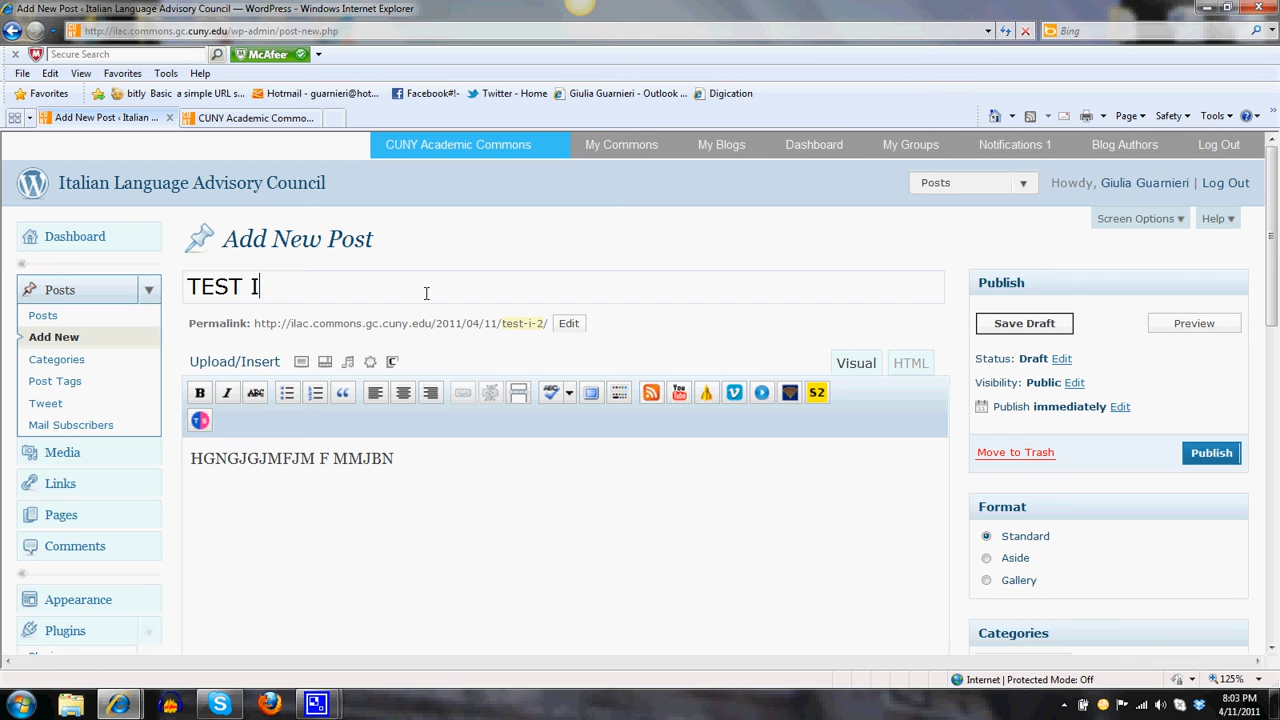 Add New Post ‹ Italian Language Advisory Council — WordPress - Windows Internet Explorer
http://ilac.commons.gc.cuny.edu/wp-admin/post-new.php
Bing
Secure Search
McAfee
File Edit View Favorites Tools Help
Favorites
bitly Basic a simple URL s...
Hotmail - guarnieri@hot...
Facebook#!-
Twitter - Home
Giulia Guarnieri - Outlook ...
Digication
Add New Post ‹ Italian ...
CUNY Academic Commo...
Page
Safety
Tools
CUNY Academic Commons
My Commons
My Blogs
Dashboard
My Groups
Notifications 1
Blog Authors
Log Out
Italian Language Advisory Council
Posts
Howdy, Giulia Guarnieri | Log Out
Screen Options
Help
Dashboard
Posts
Posts
Add New
Categories
Post Tags
Tweet
Mail Subscribers
Media
Links
Pages
Comments
Appearance
Plugins
Add New Post
TEST I
Permalink: http://ilac.commons.gc.cuny.edu/2011/04/11/test-i-2/ Edit
Upload/Insert
Visual
HTML
B I ABC
You Tube
S2
HGNGJGJMFJM F MMJBN
Publish
Save Draft
Preview
Status: Draft Edit
Visibility: Public Edit
Publish immediately Edit
Move to Trash
Publish
Format
Standard
Aside
Gallery
Categories
Internet | Protected Mode: Off
125%
8:03 PM
4/11/2011